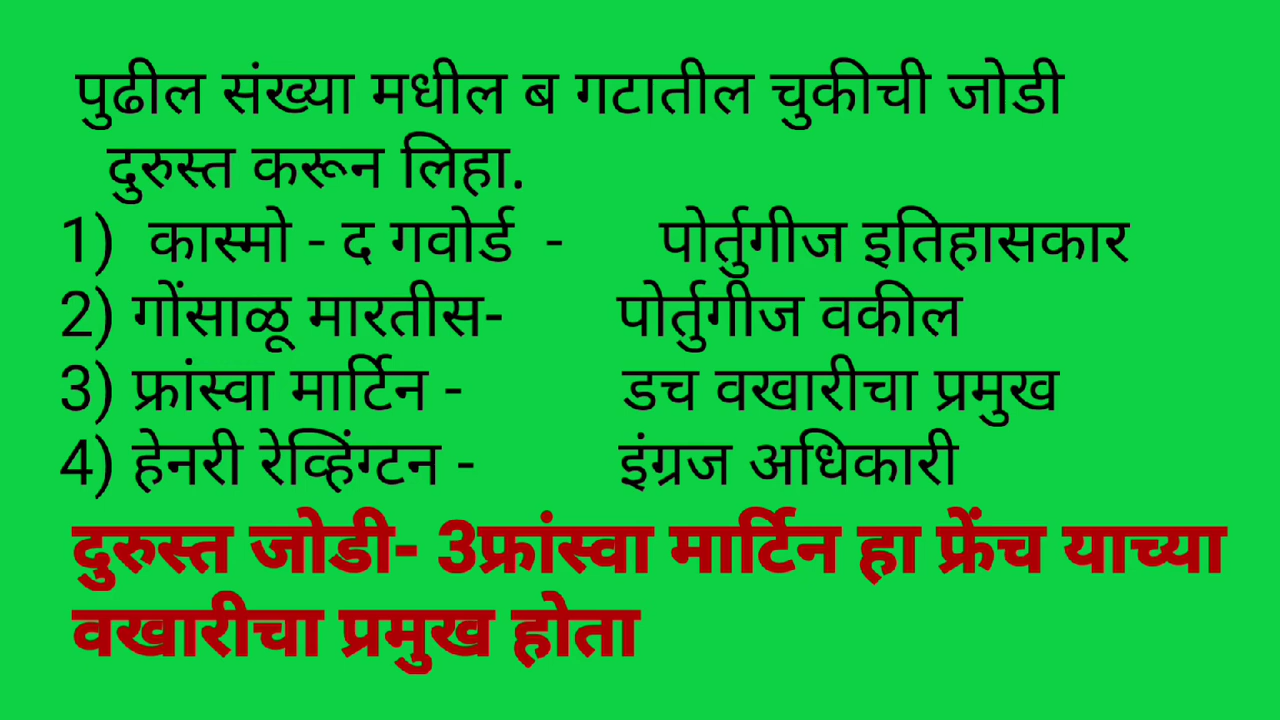 पुढील संख्या मधील ब गटातील चुकीची जोडी
दुरुस्त करून लिहा.
1) कास्मो - द गवोर्ड - पोर्तुगीज इतिहासकार
2) गोंसाळू मारतीस- पोर्तुगीज वकील
3) फ्रांस्वा मार्टिन - डच वखारीचा प्रमुख
4) हेनरी रेव्हिंग्टन - इंग्रज अधिकारी
दुरुस्त जोडी- 3फ्रांस्वा मार्टिन हा फ्रेंच याच्या
वखारीचा प्रमुख होता